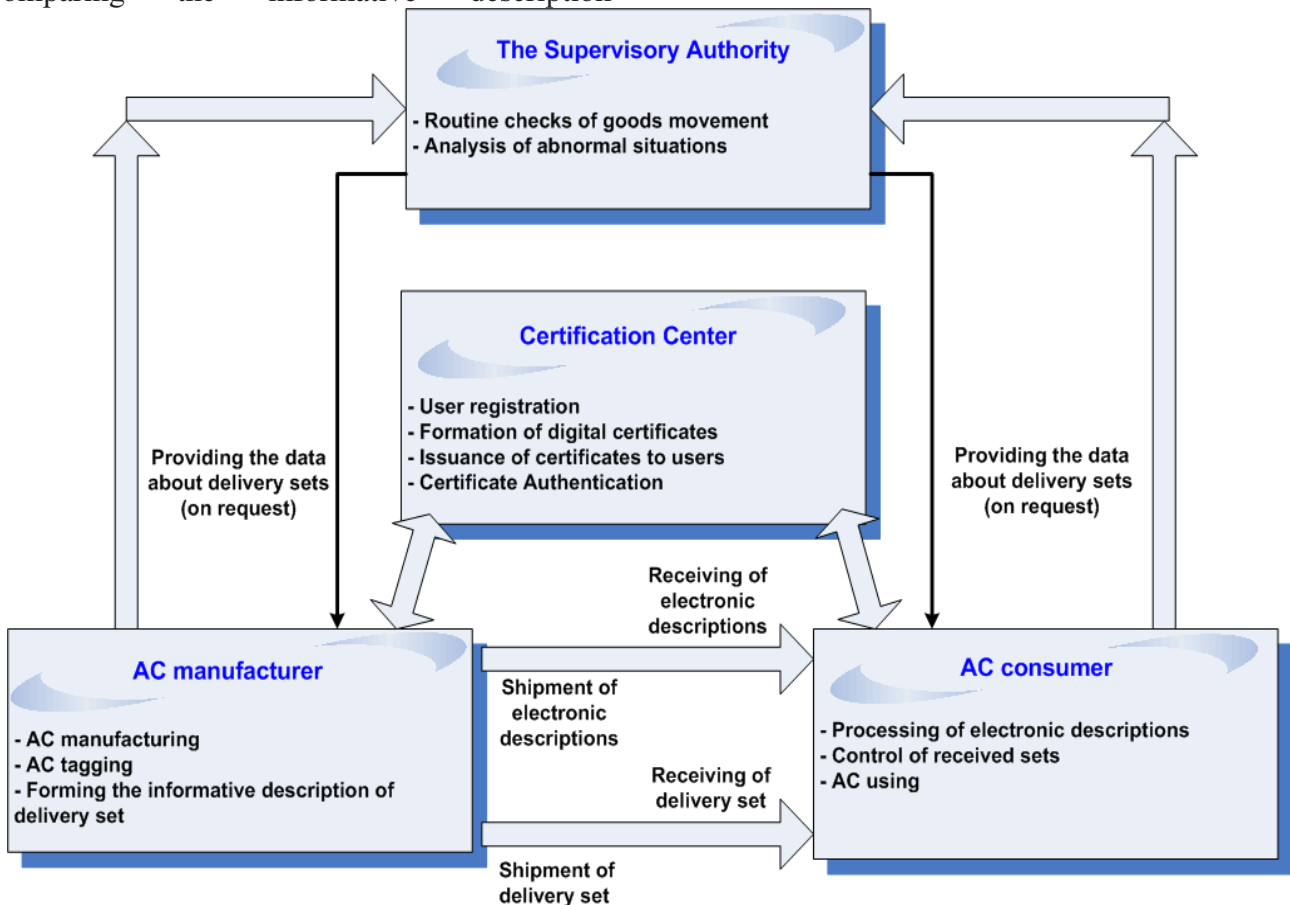 the informative description
The Supervisory Authority
- Routine checks of goods movement
- Analysis of abnormal situations
Certification Center
- User registration
- Formation of digital certificates
- Issuance of certificates to users
- Certificate Authentication
Providing the data
about delivery sets
(on request)
Providing the data
about delivery sets
(on request)
Receiving of
electronic
descriptions
AC manufacturer
- AC manufacturing
- AC tagging
- Forming the informative description of
delivery set
Shipment of
electronic
descriptions
Receiving of
delivery set
Shipment of
delivery set
AC consumer
- Processing of electronic descriptions
- Control of received sets
- AC using